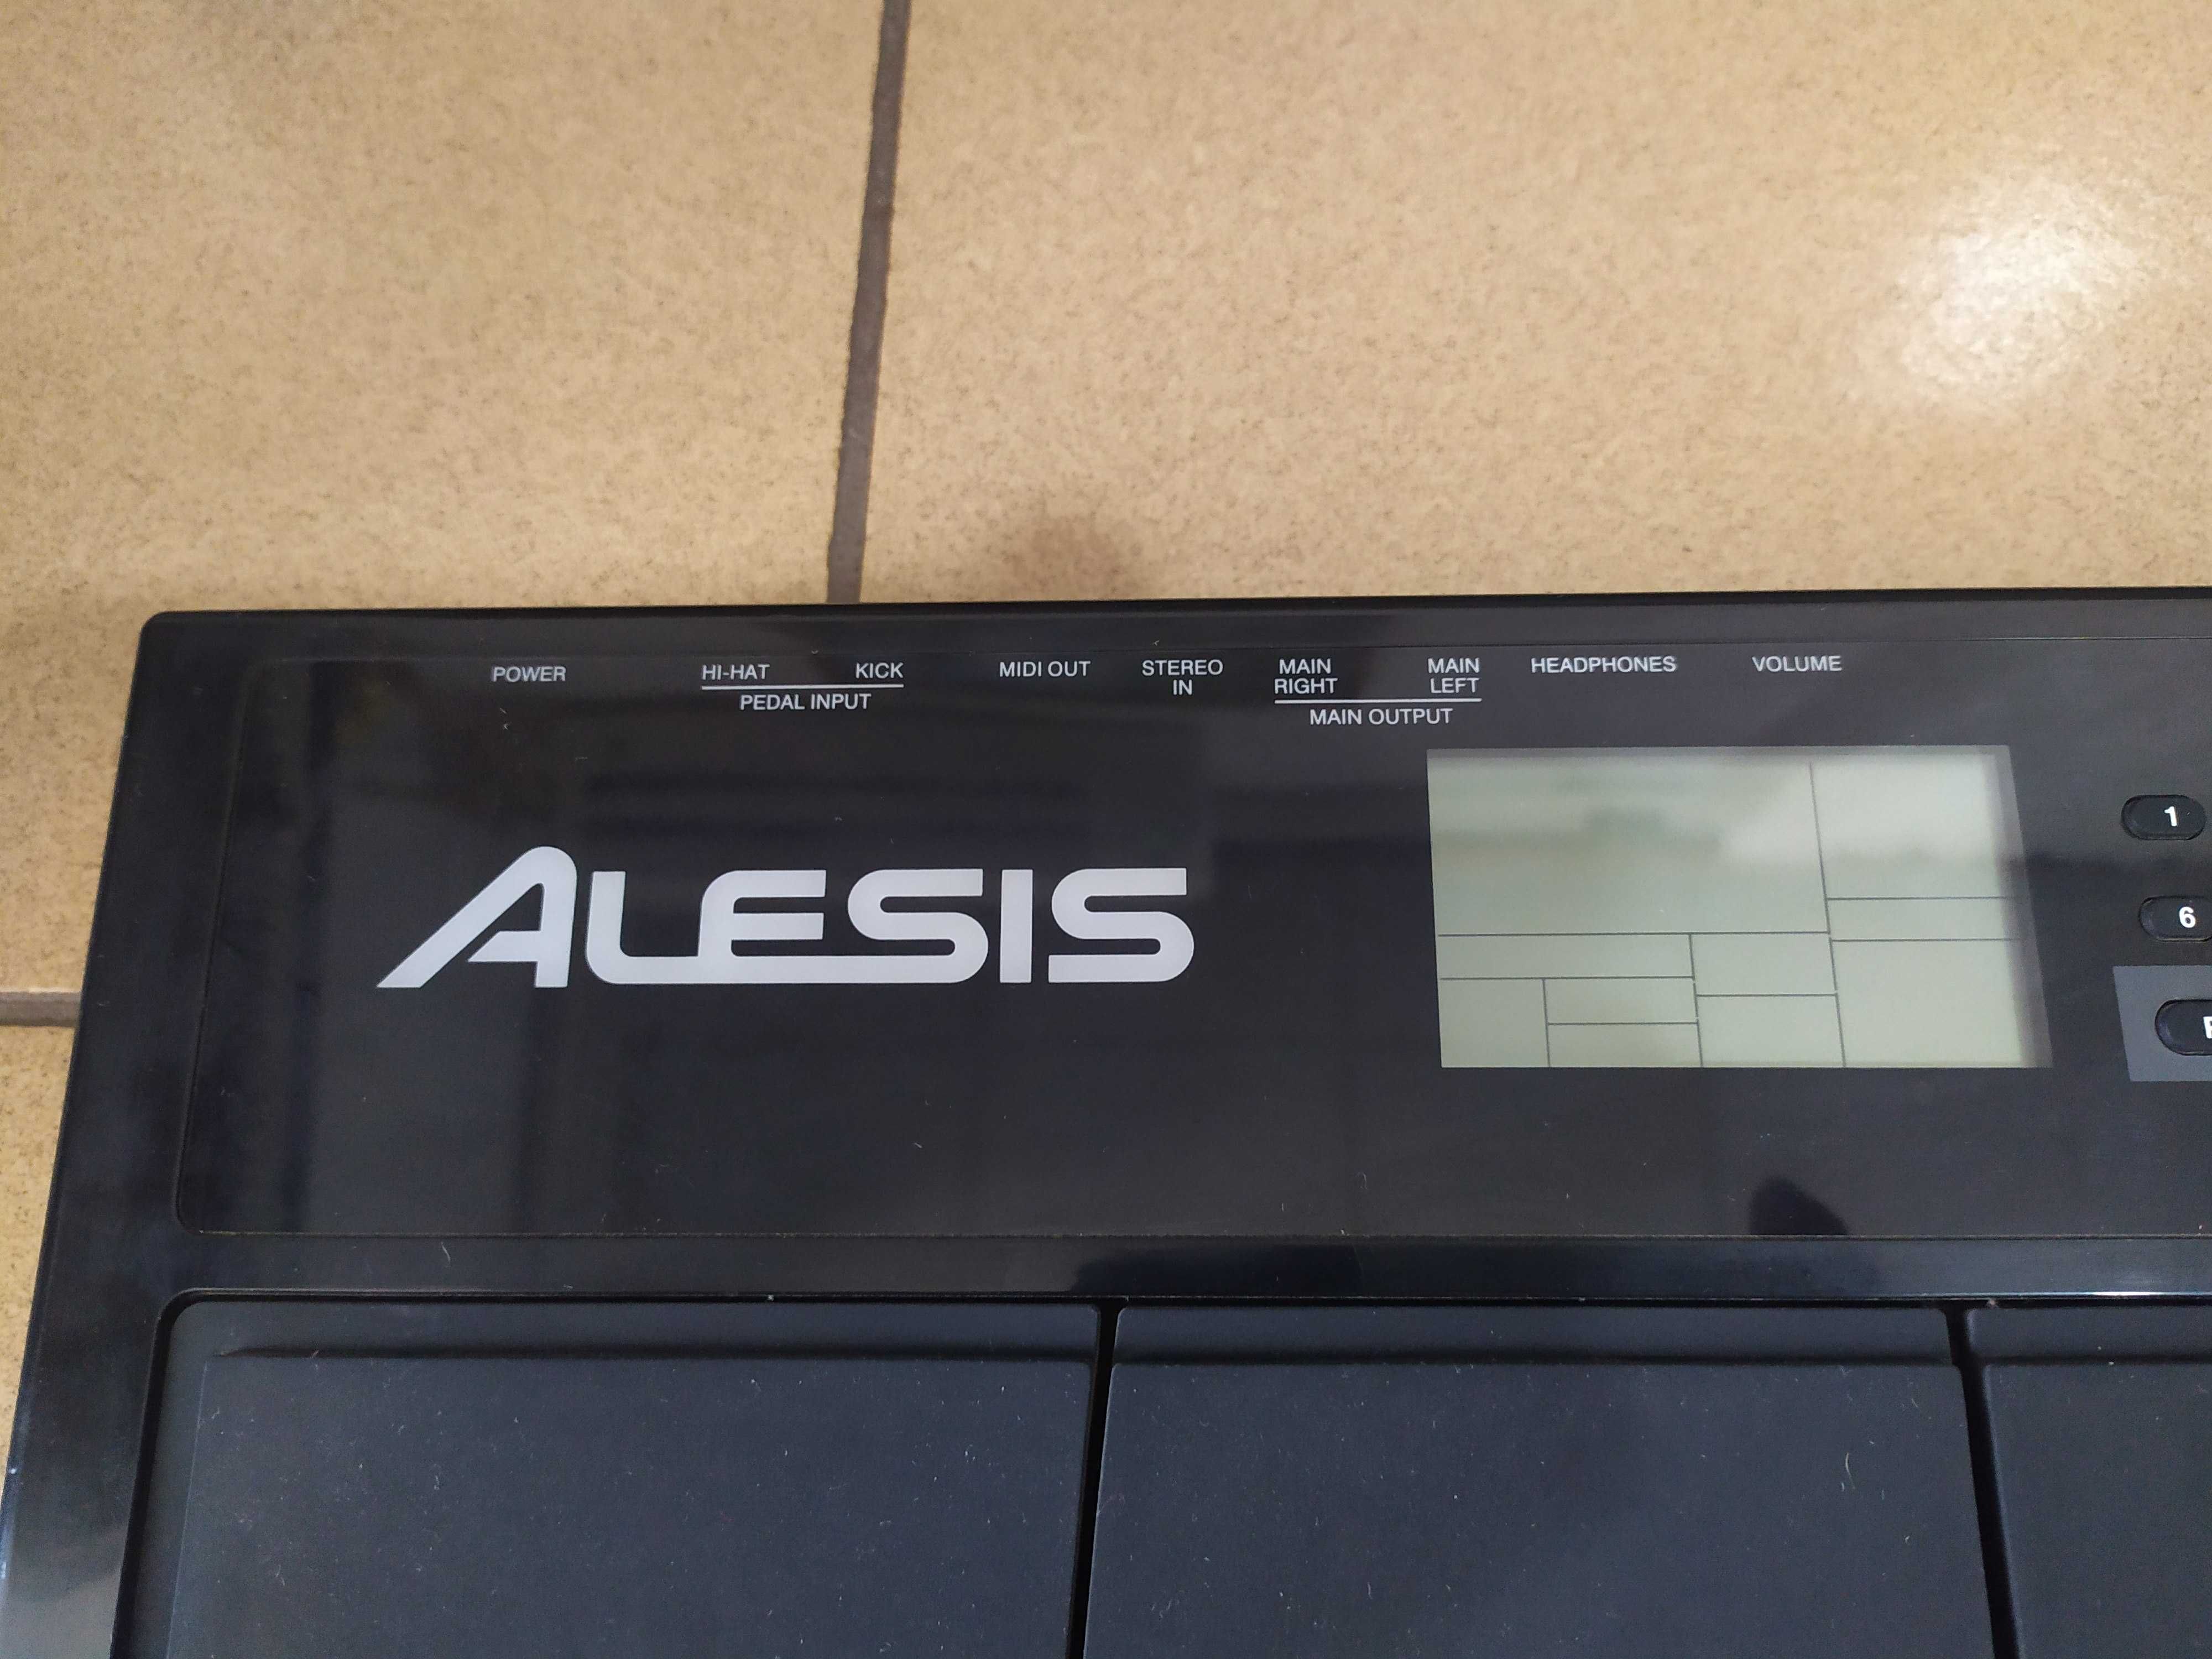 POWER
HI-HAT KICK
PEDAL INPUT
MIDI OUT
STEREO
IN
MAIN
RIGHT
MAIN
LEFT
MAIN OUTPUT
HEADPHONES
VOLUME
ALESIS
1
6